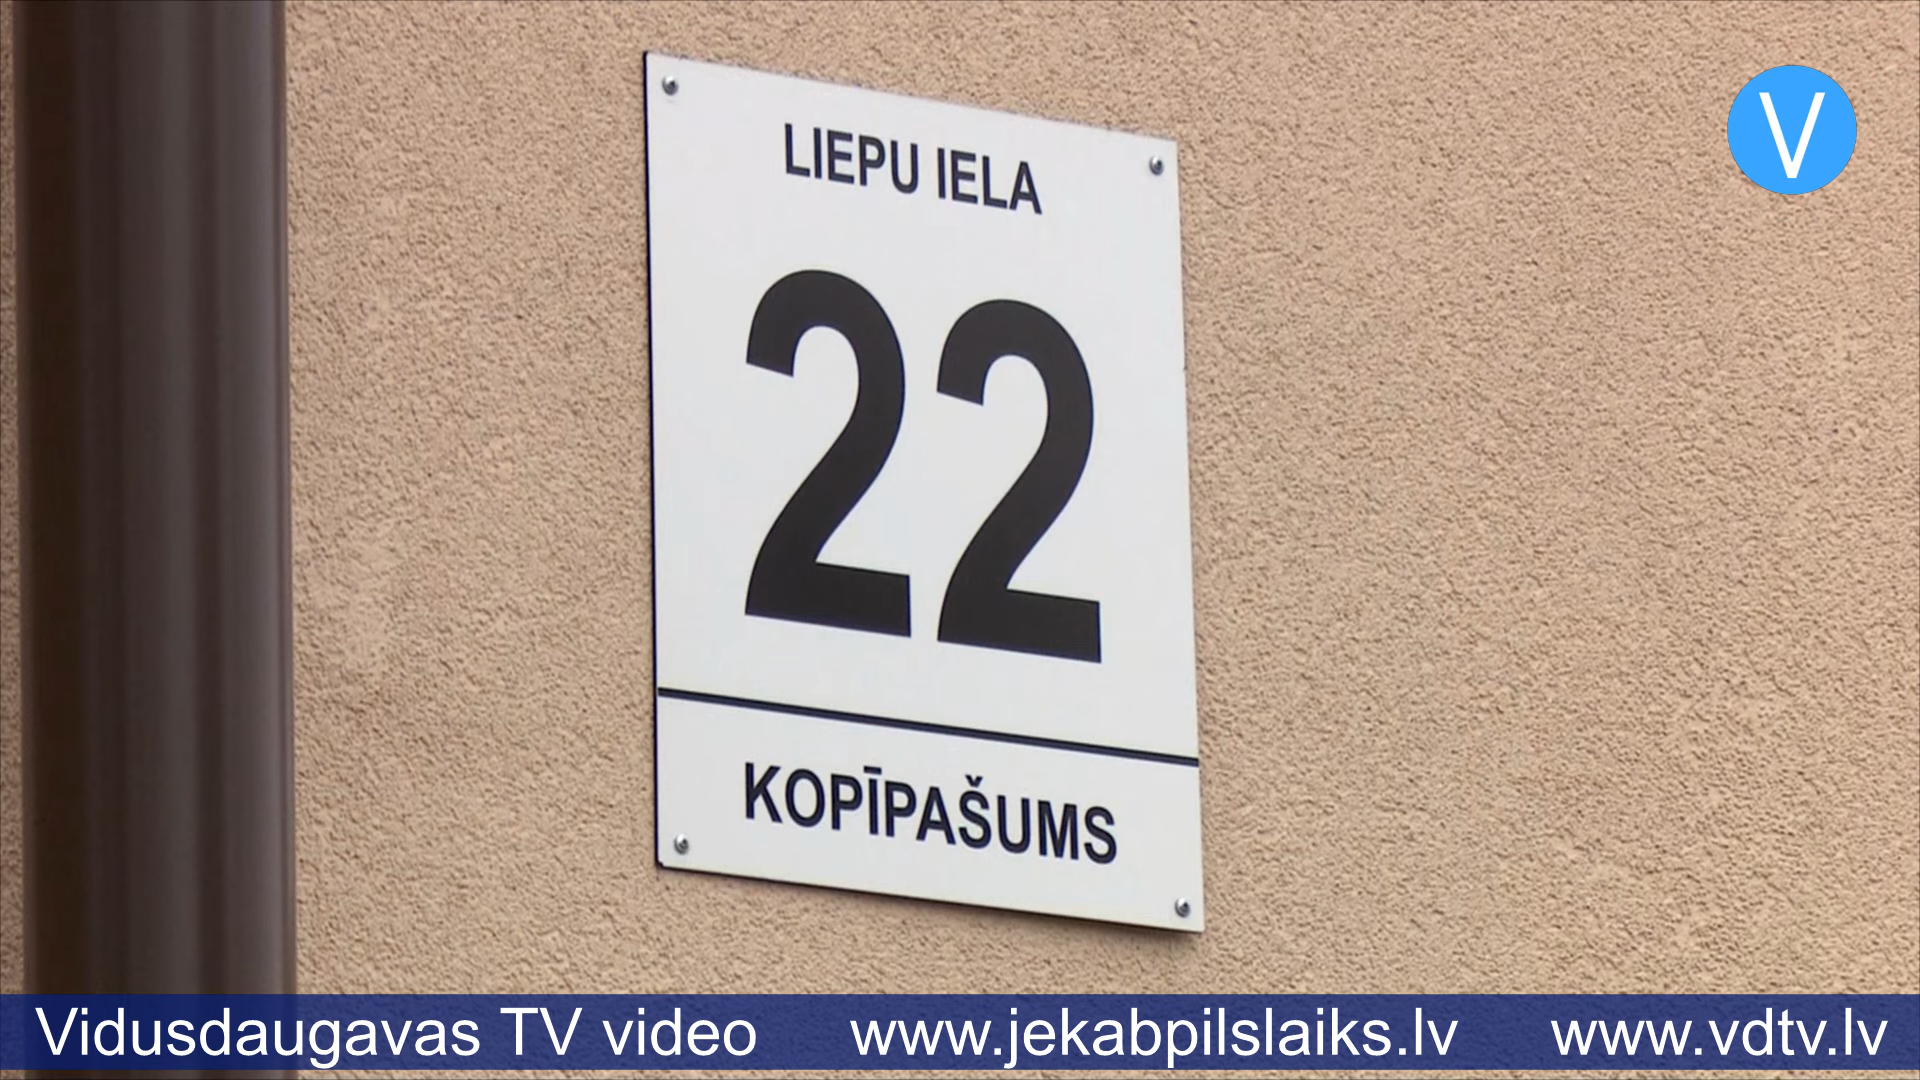 LIEPU IELA
22
KOPĪPAŠUMS
V
Vidusdaugavas TV video www.jekabpilslaiks.lv www.vdtv.lv